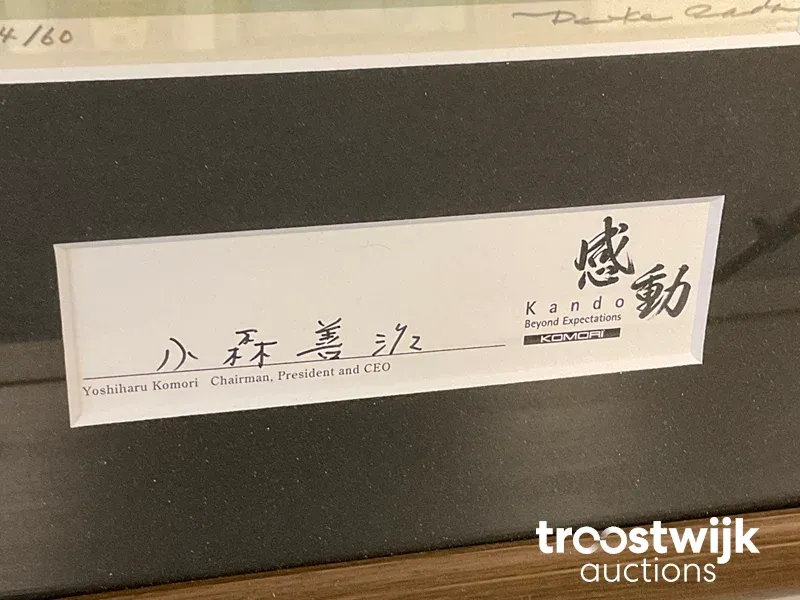 4/60
小森善治
Yoshiharu Komori Chairman, President and CEO
感動
Kando
Beyond Expectations
KOMORI
troostwijk
auctions